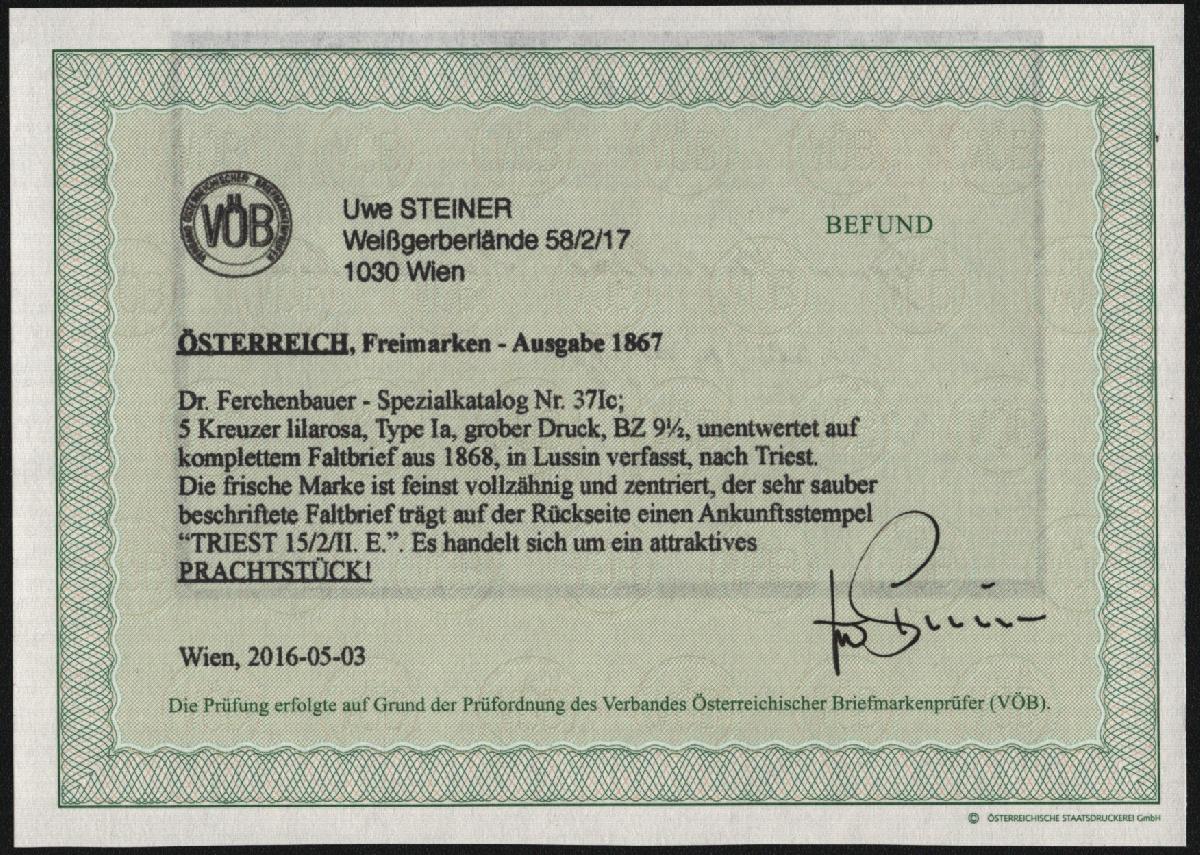 VERBAND ÖSTERREICHISCHER BRIEFMARKENPRÜFER
VÖB
Uwe STEINER
Weißgerberlände 58/2/17
1030 Wien
BEFUND
ÖSTERREICH, Freimarken - Ausgabe 1867
Dr. Ferchenbauer - Spezialkatalog Nr. 37Ic;
5 Kreuzer lilarosa, Type Ia, grober Druck, BZ 9½, unentwertet auf
komplettem Faltbrief aus 1868, in Lussin verfasst, nach Triest.
Die frische Marke ist feinst vollzähnig und zentriert, der sehr sauber
beschriftete Faltbrief trägt auf der Rückseite einen Ankunftsstempel
“TRIEST 15/2/II. E.”. Es handelt sich um ein attraktives
PRACHTSTÜCK!
Wien, 2016-05-03
Die Prüfung erfolgte auf Grund der Prüfordnung des Verbandes Österreichischer Briefmarkenprüfer (VÖB).
© ÖSTERREICHISCHE STAATSDRUCKEREI GmbH